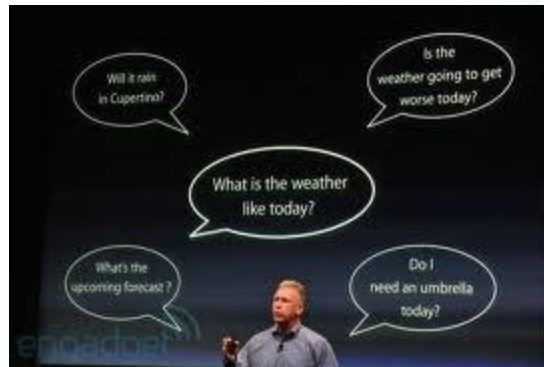 Will it rain
in Cupertino?
Is the
weather going to get
worse today?
What is the weather
like today?
What's the
upcoming forecast ?
Do I
need an umbrella
today?
engadget